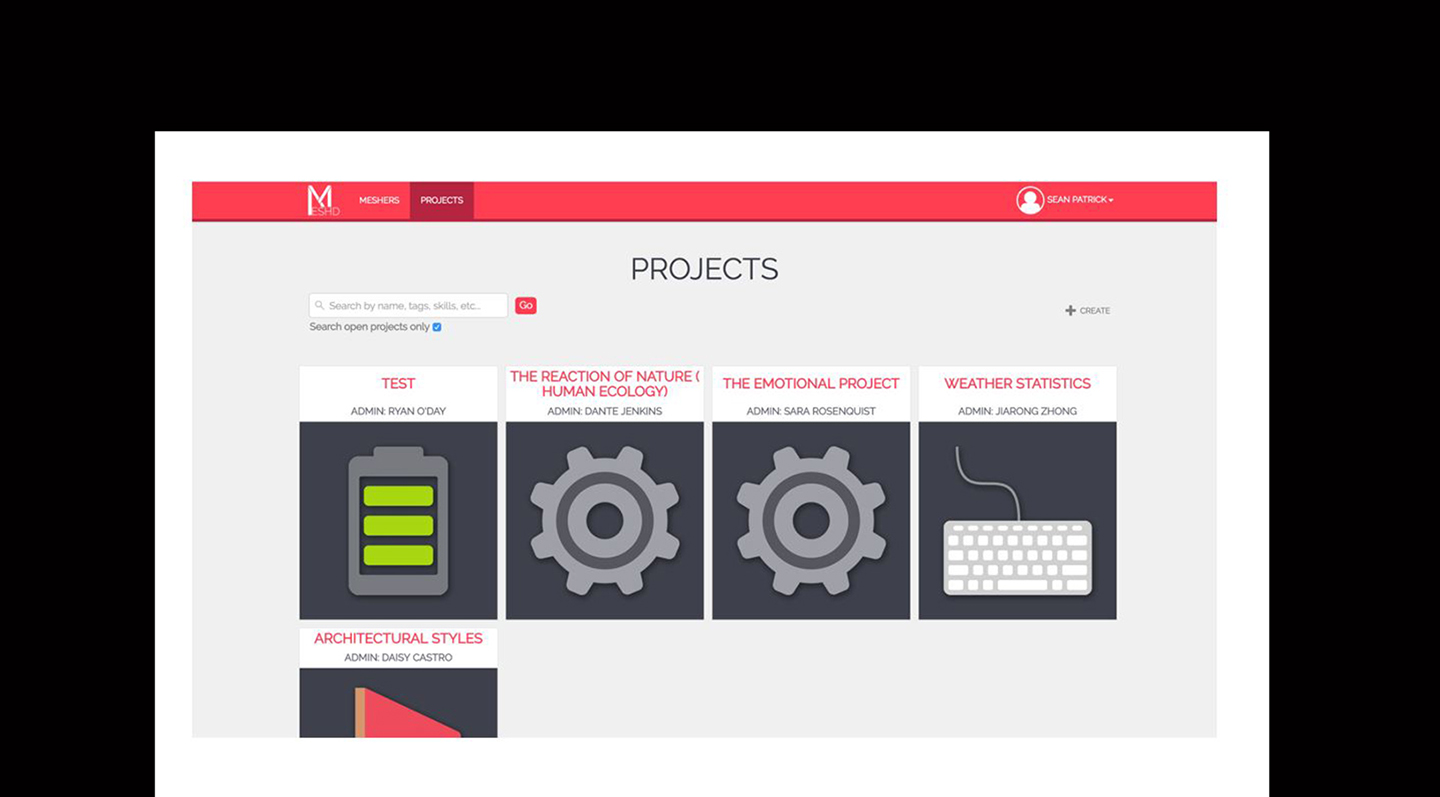 MESHD
MESHERS
PROJECTS
SEAN PATRICK
PROJECTS
Search by name, tags, skills, etc...
Go
Search open projects only
CREATE
TEST
ADMIN: RYAN O'DAY
THE REACTION OF NATURE (
HUMAN ECOLOGY)
ADMIN: DANTE JENKINS
THE EMOTIONAL PROJECT
ADMIN: SARA ROSENQUIST
WEATHER STATISTICS
ADMIN: JIARONG ZHONG
ARCHITECTURAL STYLES
ADMIN: DAISY CASTRO